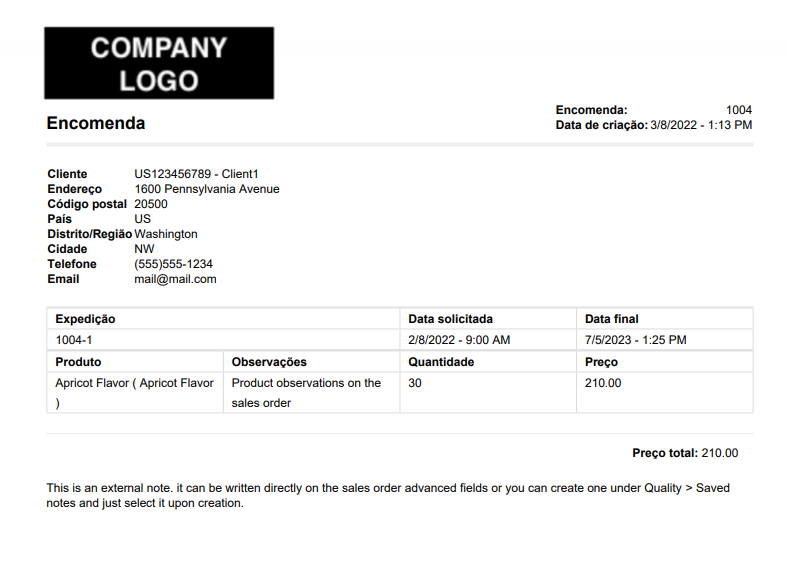 COMPANY
LOGO
Encomenda
Encomenda: 1004
Data de criação: 3/8/2022 - 1:13 PM
Cliente US123456789 - Client1
Endereço 1600 Pennsylvania Avenue
Código postal 20500
País US
Distrito/Região Washington
Cidade NW
Telefone (555)555-1234
Email mail@mail.com
Expedição Data solicitada Data final
1004-1 2/8/2022 - 9:00 AM 7/5/2023 - 1:25 PM
Produto Observações Quantidade Preço
Apricot Flavor ( Apricot Flavor Product observations on the 30 210.00
) sales order
Preço total: 210.00
This is an external note. it can be written directly on the sales order advanced fields or you can create one under Quality > Saved
notes and just select it upon creation.